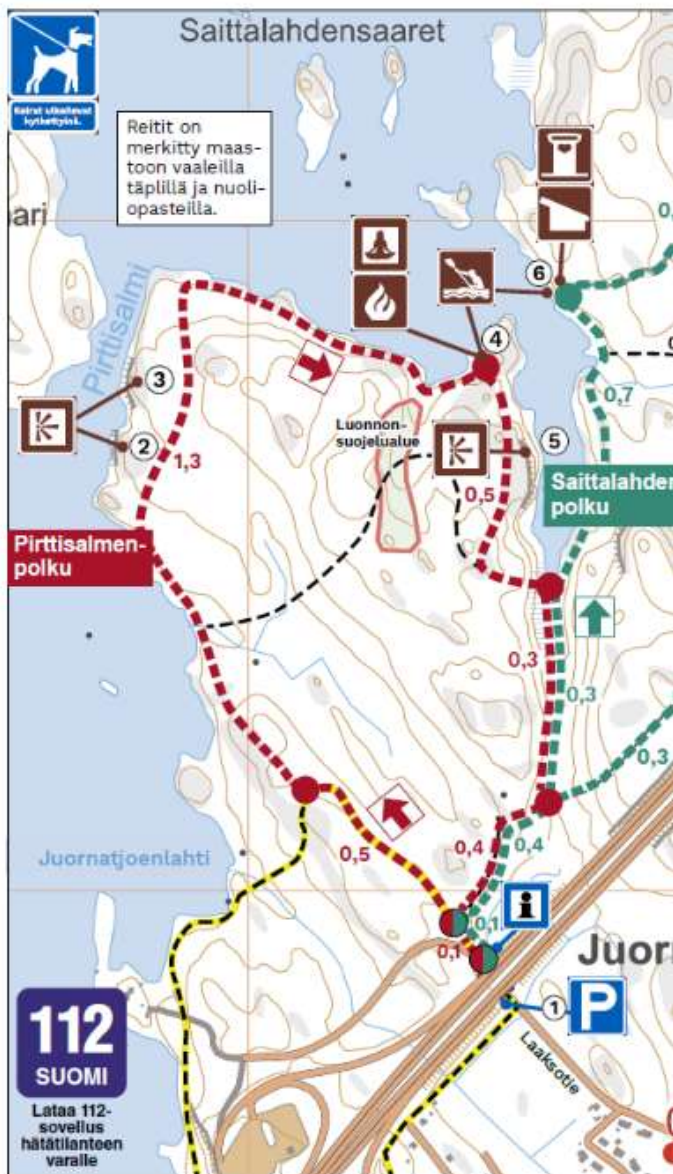 Saittalahdensaaret
Koirat ulkoilevat
kytkettyinä.
Reitit on
merkitty maas-
toon vaaleilla
täplillä ja nuoli-
opasteilla.
ari
6
0,
Pirttisalmi
4
3
2
Luonnon-
suojelualue
5
0,7
1,3
0,5
Saittalahden
polku
Pirttisalmen-
polku
0,3
0,3
0,3
Juornatjoenlahti
0,5
0,4
0,4
0,1
0,1
i
Juorn
1
P
Laaksotie
112
SUOMI
Lataa 112-
sovellus
hätätilanteen
varalle